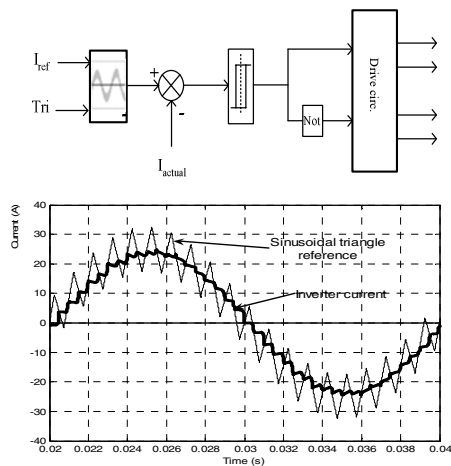 I_ref
Tri
+
-
I_actual
Not
Drive circ.
Current (A)
40
30
20
10
0
-10
-20
-30
-40
Sinusoidal triangle
reference
Inverter current
0.02 0.022 0.024 0.026 0.028 0.03 0.032 0.034 0.036 0.038 0.04
Time (s)